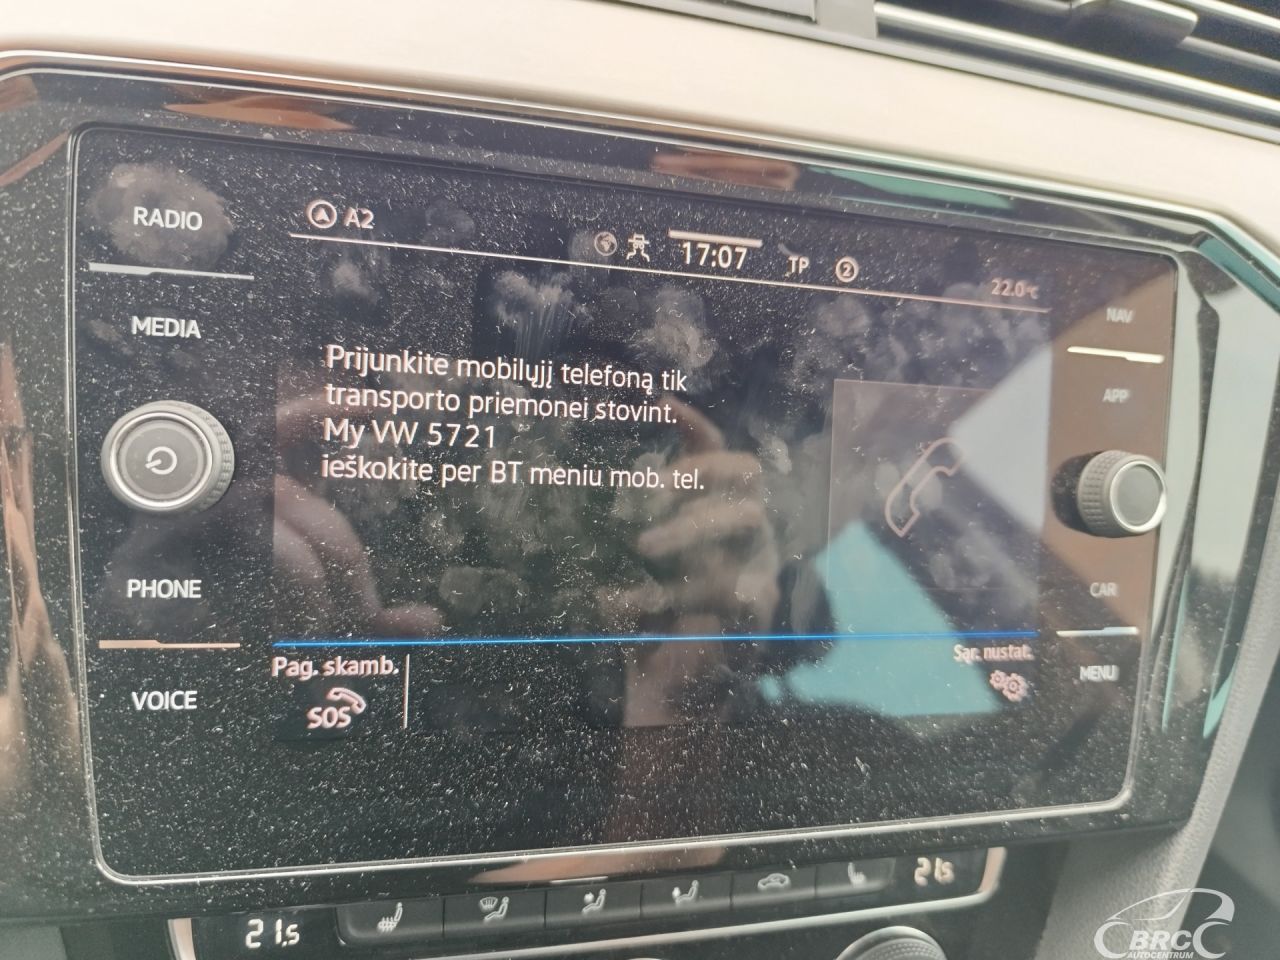 RADIO
A2
17:07
TP
2
22.0°C
NAV
MEDIA
APP
Prijunkite mobilųjį telefoną tik
transporto priemonei stovint.
My VW 5721
ieškokite per BT meniu mob. tel.
PHONE
CAR
Pag. skamb.
Sąr. nustat.
VOICE
SOS
MENU
21,5
21,5
BRC
AUTOCENTRUM